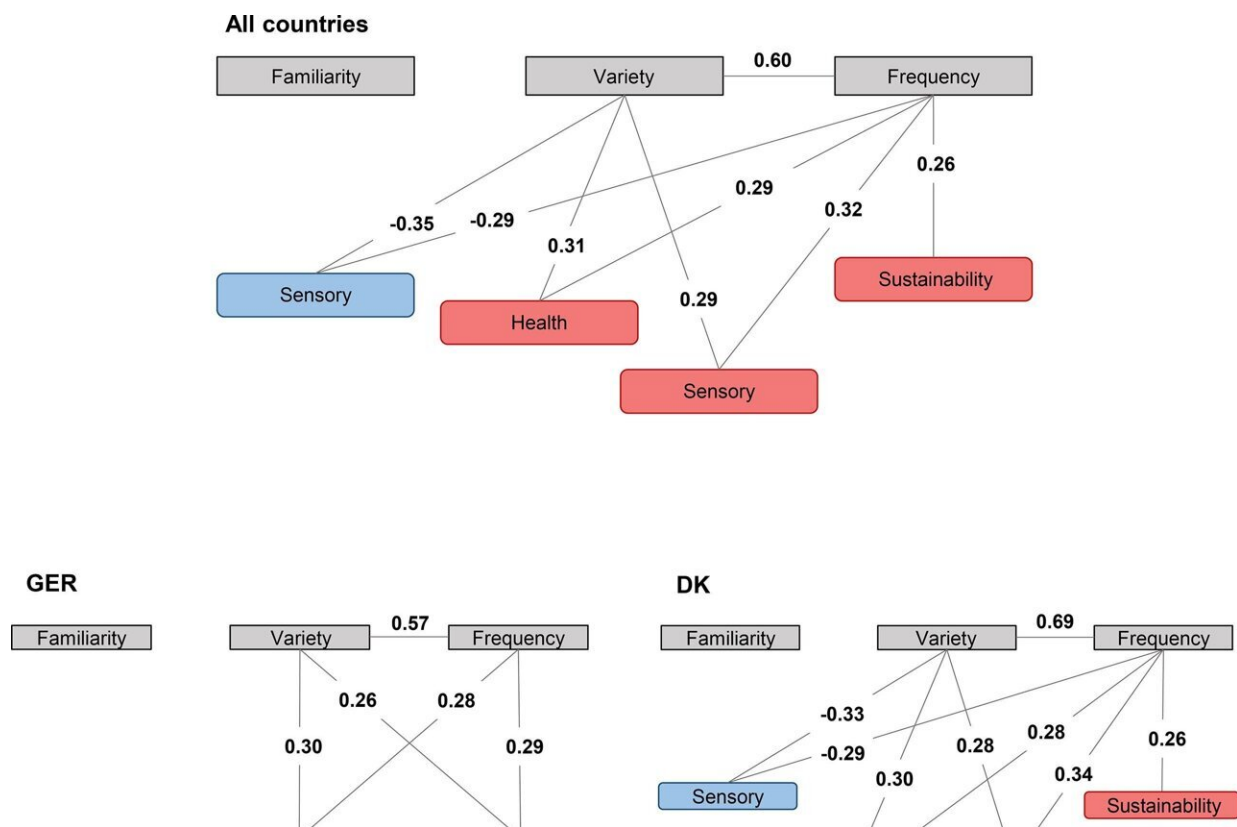 All countries
Familiarity
Variety
0.60
Frequency
0.26
0.29
0.32
-0.35
-0.29
0.31
Sustainability
Sensory
0.29
Health
Sensory
GER
DK
Familiarity
Variety
0.57
Frequency
Familiarity
Variety
0.69
Frequency
0.26
0.28
0.30
0.29
-0.33
-0.29
0.28
0.28
0.26
0.30
0.34
Sensory
Sustainability